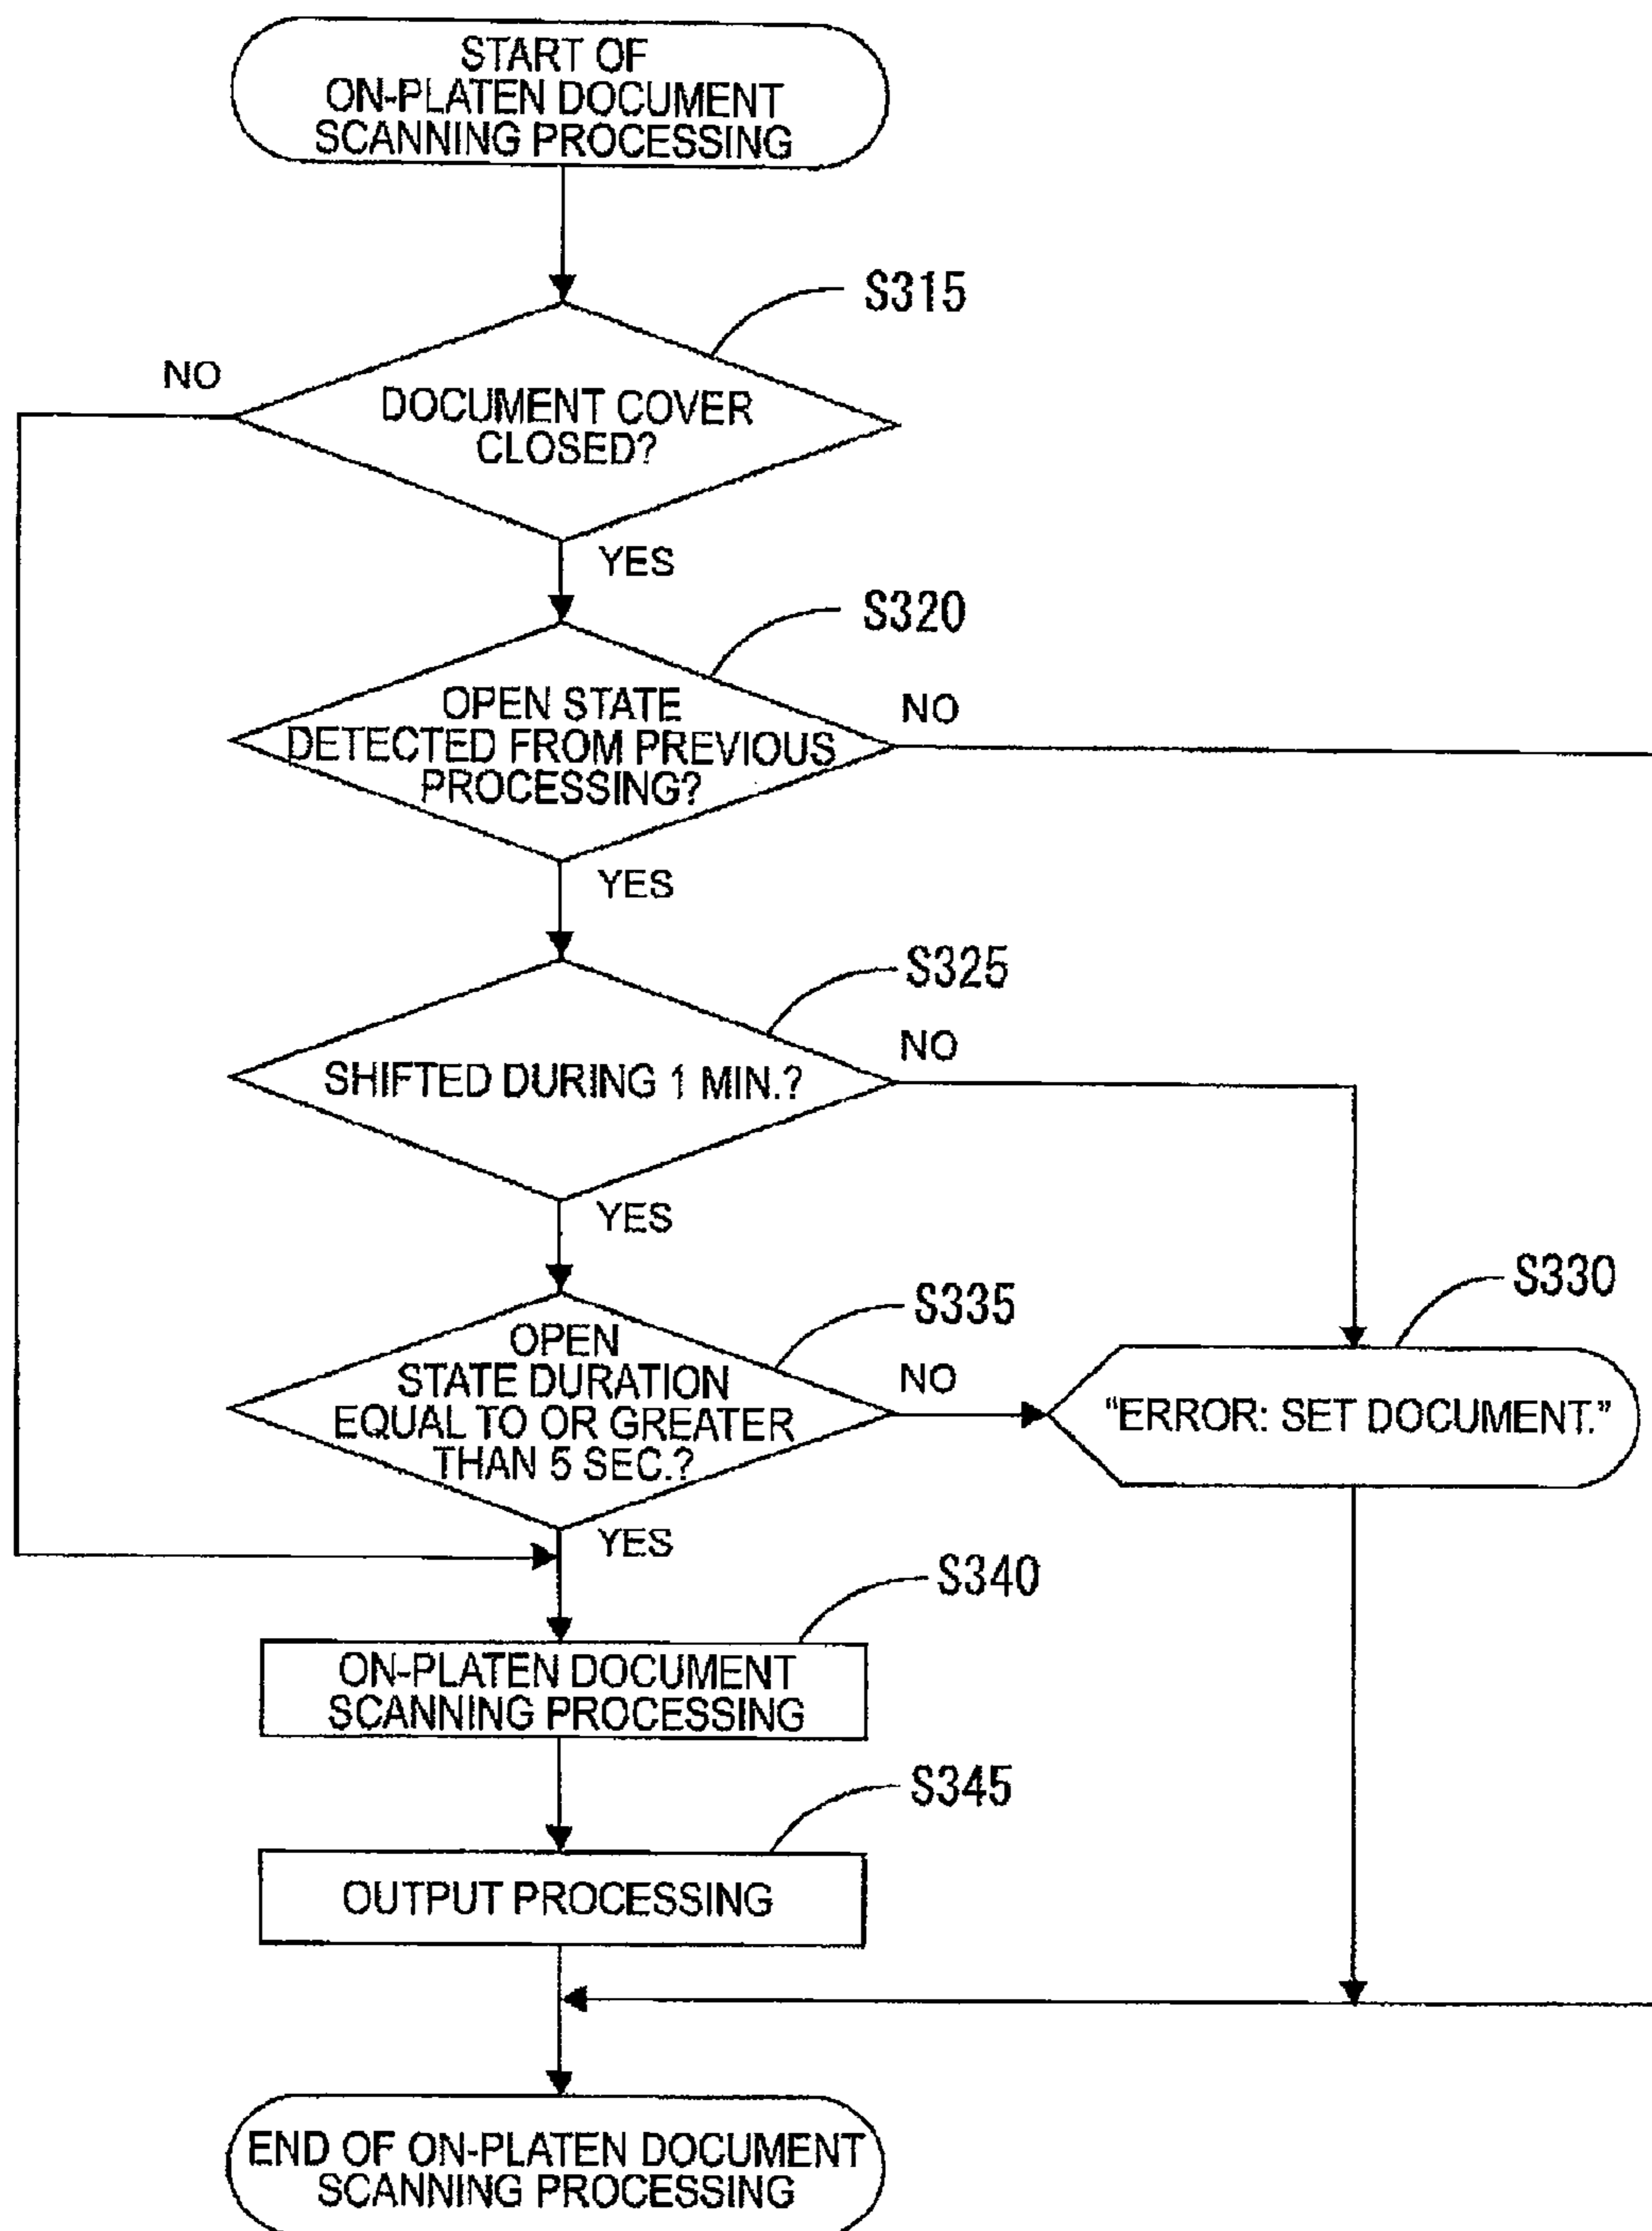 START OF
ON-PLATEN DOCUMENT
SCANNING PROCESSING
S315
NO
DOCUMENT COVER
CLOSED?
YES
S320
OPEN STATE
DETECTED FROM PREVIOUS
PROCESSING?
NO
YES
S325
NO
SHIFTED DURING 1 MIN.?
YES
S330
S335
OPEN
STATE DURATION
EQUAL TO OR GREATER
THAN 5 SEC.?
NO
"ERROR: SET DOCUMENT."
YES
S340
ON-PLATEN DOCUMENT
SCANNING PROCESSING
S345
OUTPUT PROCESSING
END OF ON-PLATEN DOCUMENT
SCANNING PROCESSING